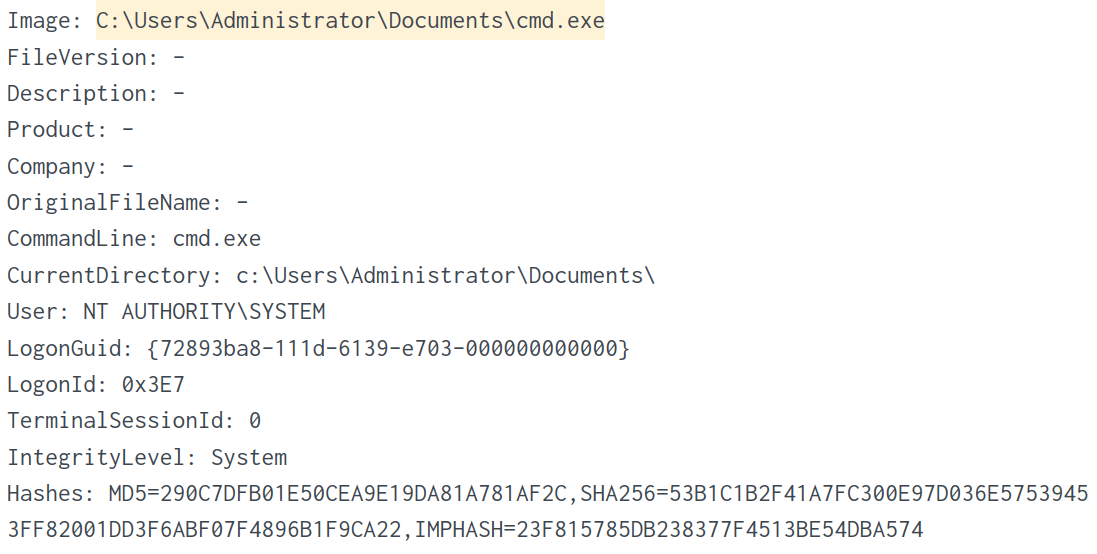 Image: C:\Users\Administrator\Documents\cmd.exe
FileVersion: -
Description: -
Product: -
Company: -
OriginalFileName: -
CommandLine: cmd.exe
CurrentDirectory: c:\Users\Administrator\Documents\
User: NT AUTHORITY\SYSTEM
LogonGuid: {72893ba8-111d-6139-e703-000000000000}
LogonId: 0x3E7
TerminalSessionId: 0
IntegrityLevel: System
Hashes: MD5=290C7DFB01E50CEA9E19DA81A781AF2C,SHA256=53B1C1B2F41A7FC300E97D036E5753945
3FF82001DD3F6ABF07F4896B1F9CA22,IMPHASH=23F815785DB238377F4513BE54DBA574